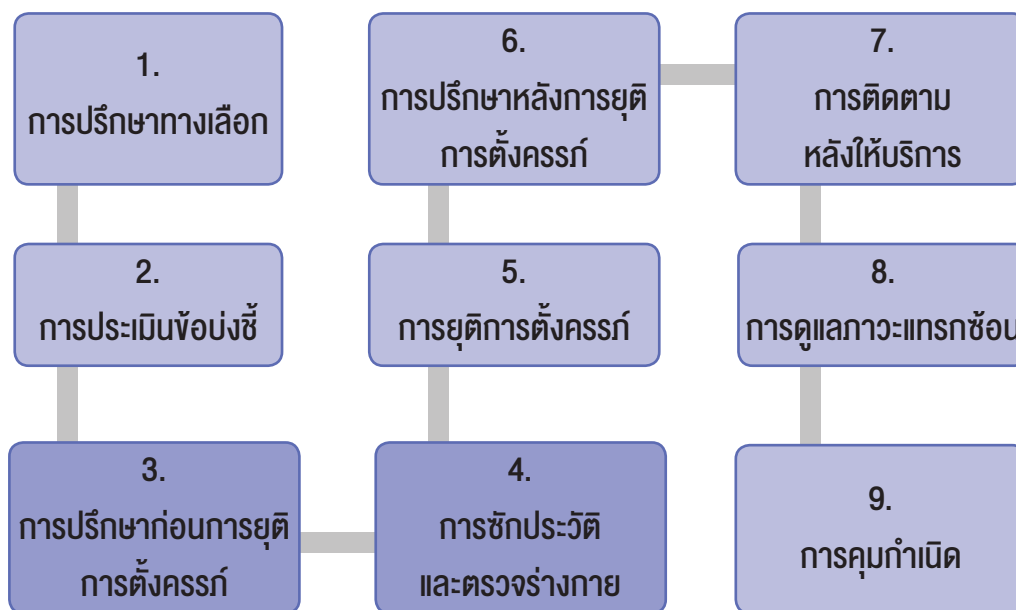 1.
การปรึกษาทางเลือก
2.
การประเมินข้อบ่งชี้
3.
การปรึกษาก่อนการยุติ
การตั้งครรภ์
4.
การซักประวัติ
และตรวจร่างกาย
5.
การยุติการตั้งครรภ์
6.
การปรึกษาหลังการยุติ
การตั้งครรภ์
7.
การติดตาม
หลังให้บริการ
8.
การดูแลภาวะแทรกซ้อน
9.
การคุมกำเนิด